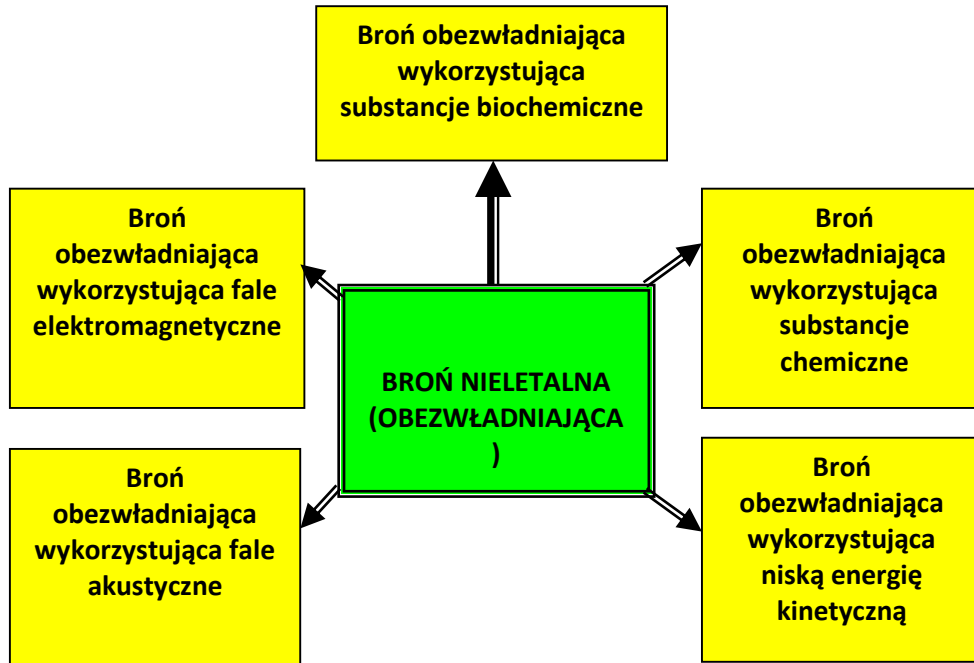 Broń obezwładniająca
wykorzystująca
substancje biochemiczne
Broń
obezwładniająca
wykorzystująca fale
elektromagnetyczne
Broń
obezwładniająca
wykorzystująca
substancje
chemiczne
BROŃ NIELETALNA
(OBEZWŁADNIAJĄCA
)
Broń
obezwładniająca
wykorzystująca fale
akustyczne
Broń
obezwładniająca
wykorzystująca
niską energię
kinetyczną